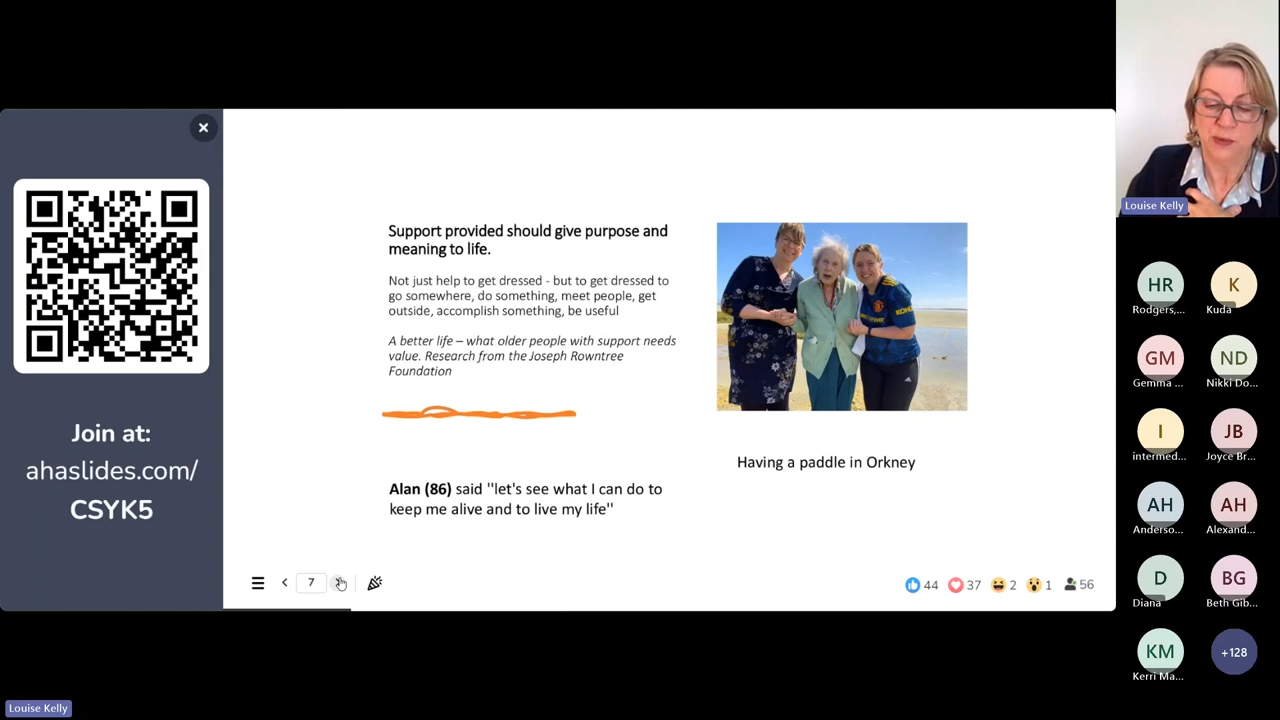 Join at:
ahaslides.com/
CSYK5
Support provided should give purpose and
meaning to life.
Not just help to get dressed - but to get dressed to
go somewhere, do something, meet people, get
outside, accomplish something, be useful
A better life – what older people with support needs
value. Research from the Joseph Rowntree
Foundation
Alan (86) said "let's see what I can do to
keep me alive and to live my life"
Having a paddle in Orkney
7
44
37
2
1
56
Louise Kelly
HR
Rodgers,...
K
Kuda
GM
Gemma ...
ND
Nikki Do...
I
intermed...
JB
Joyce Br...
AH
Anderso...
AH
Alexand...
D
Diana
BG
Beth Gib...
KM
Kerri Ma...
+128
Louise Kelly